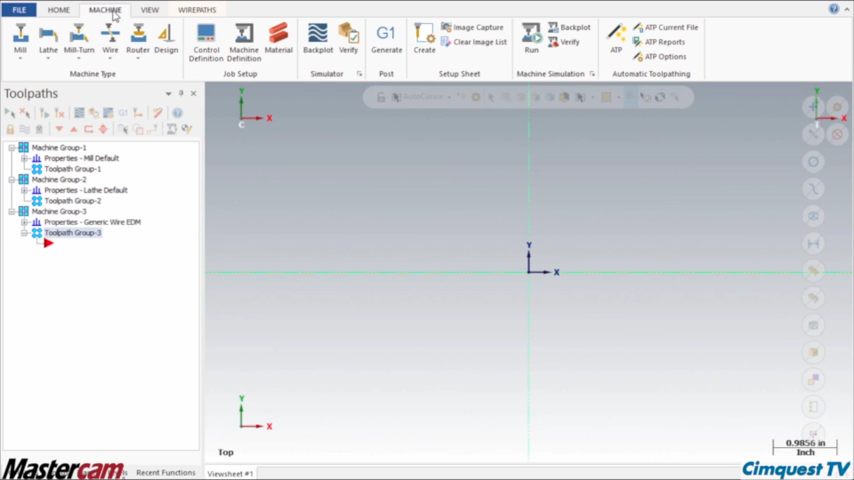 FILE HOME MACHINE VIEW WIREPATHS
Mill Lathe Mill-Turn Wire Router Design
Machine Type
Control Definition Machine Definition Material
Job Setup
Backplot Verify
Simulator
G1 Generate
Post
Create Image Capture
Clear Image List
Setup Sheet
Run Backplot
Verify
Machine Simulation
ATP ATP Current File
ATP Reports
ATP Options
Automatic Toolpathing
Toolpaths
G1
Machine Group-1
Properties - Mill Default
Toolpath Group-1
Machine Group-2
Properties - Lathe Default
Toolpath Group-2
Machine Group-3
Properties - Generic Wire EDM
Toolpath Group-3
AutoCursor
Y
X
C
Y
X
T
Y
X
Y
X
Top
0.9856 in
Inch
Mastercam
Recent Functions
Viewsheet #1
Cimquest TV